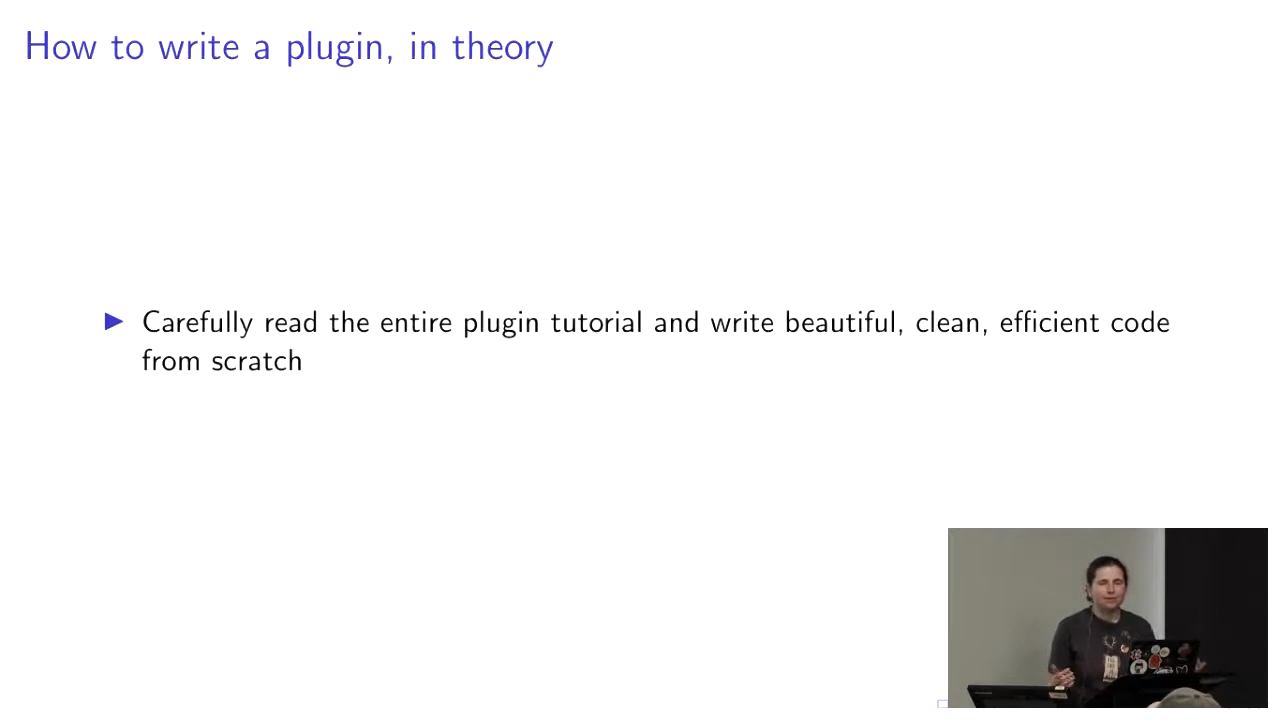 How to write a plugin, in theory
Carefully read the entire plugin tutorial and write beautiful, clean, efficient code
from scratch